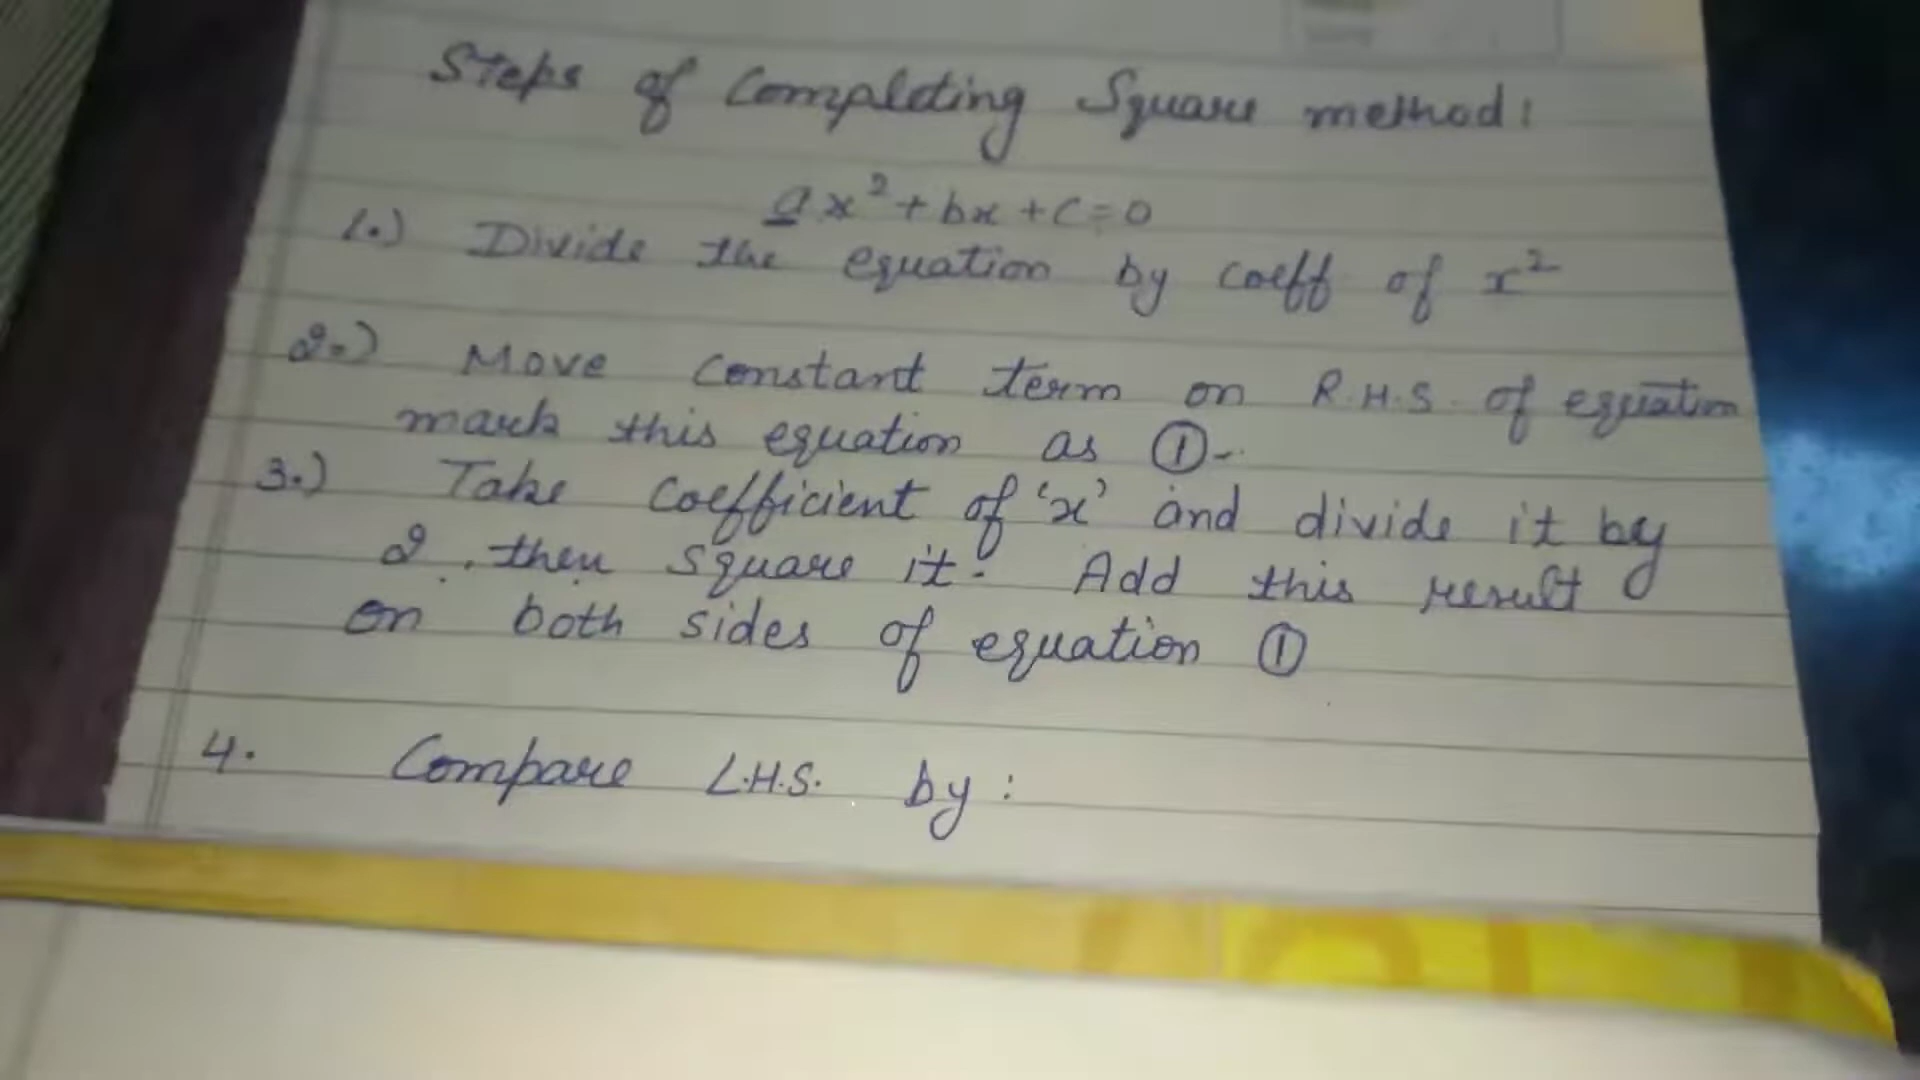 Steps of Completing Square method:
ax²+bx+c=0
1.) Divide the equation by coeff of x²
2.) Move constant term on R.H.S. of equation
mark this equation as ①-
3.) Take Coefficient of 'x' and divide it by
2. then square it. Add this result
on both sides of equation ①
4. Compare L.H.S. by: